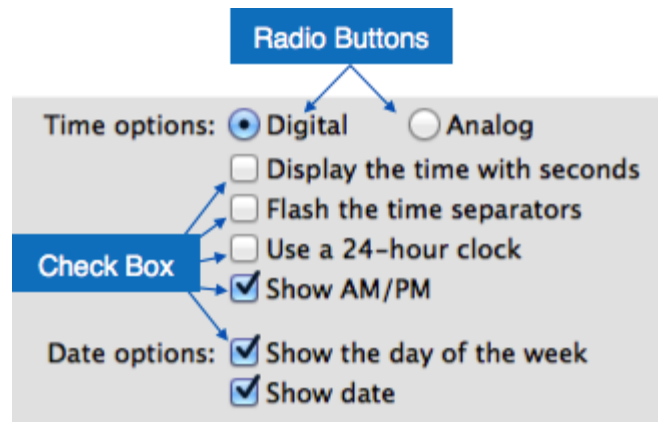 Radio Buttons
Time options: Digital Analog
Display the time with seconds
Flash the time separators
Use a 24-hour clock
Check Box
Show AM/PM
Date options: Show the day of the week
Show date